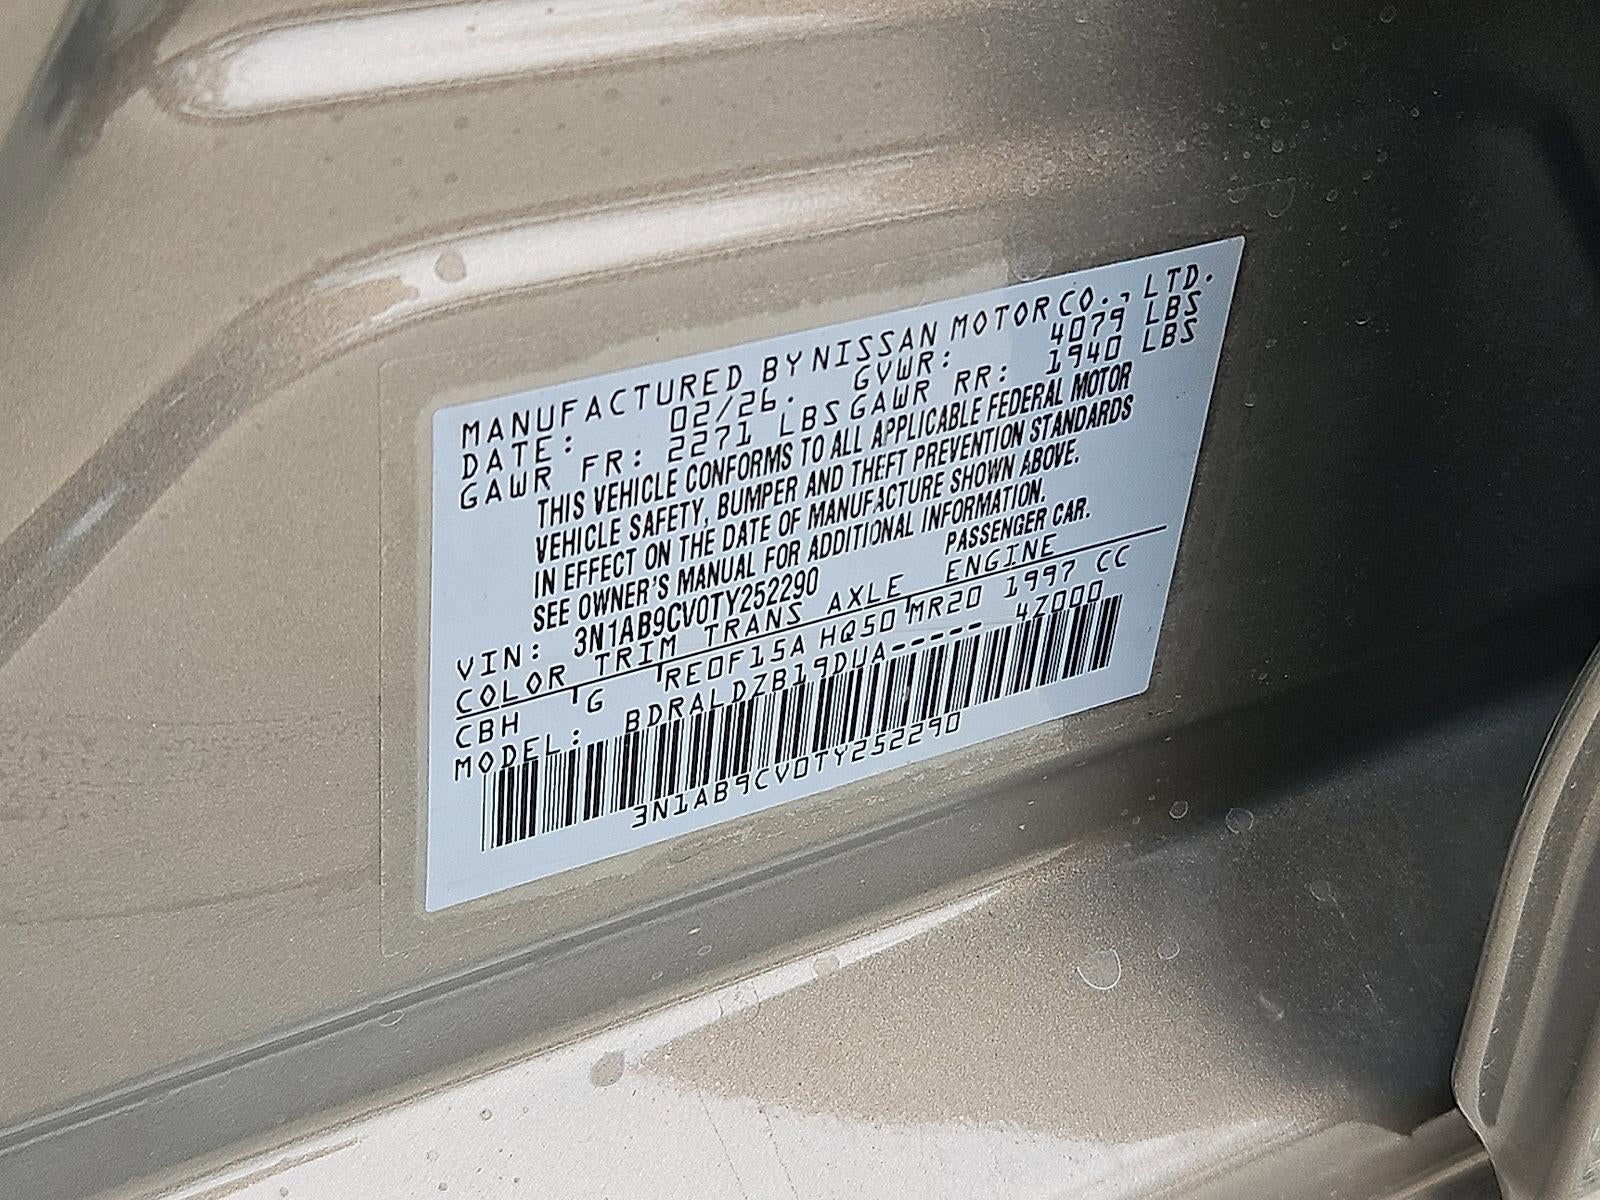 MANUFACTURED BY NISSAN MOTOR CO., LTD.
DATE: 02/26. GVWR: 4079 LBS
GAWR FR: 2271 LBS GAWR RR: 1940 LBS
THIS VEHICLE CONFORMS TO ALL APPLICABLE FEDERAL MOTOR
VEHICLE SAFETY, BUMPER AND THEFT PREVENTION STANDARDS
IN EFFECT ON THE DATE OF MANUFACTURE SHOWN ABOVE.
SEE OWNER'S MANUAL FOR ADDITIONAL INFORMATION.
VIN: 3N1AB9CV0TY252290 PASSENGER CAR.
COLOR TRIM TRANS AXLE ENGINE
CBH G RE0F15A HQ50 MR20 1997 CC
MODEL: BDRALDZB19DUA----- 4Z000
3N1AB9CV0TY252290